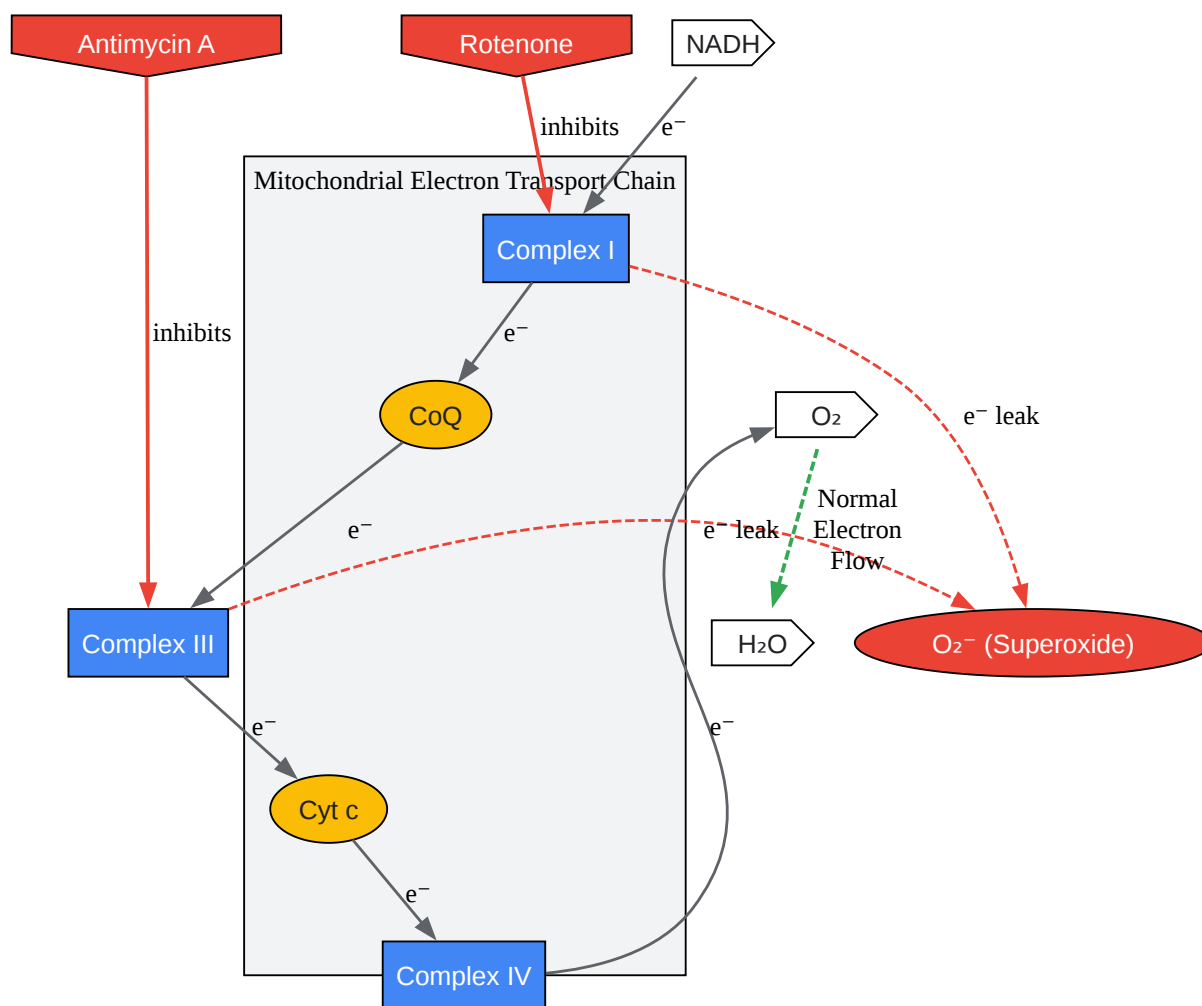 Antimycin A
Rotenone
NADH
inhibits
e⁻
Mitochondrial Electron Transport Chain
Complex I
inhibits
e⁻
CoQ
O₂
e⁻ leak
Normal
Electron
Flow
e⁻
e⁻ leak
Complex III
H₂O
O₂⁻ (Superoxide)
e⁻
e⁻
Cyt c
e⁻
Complex IV